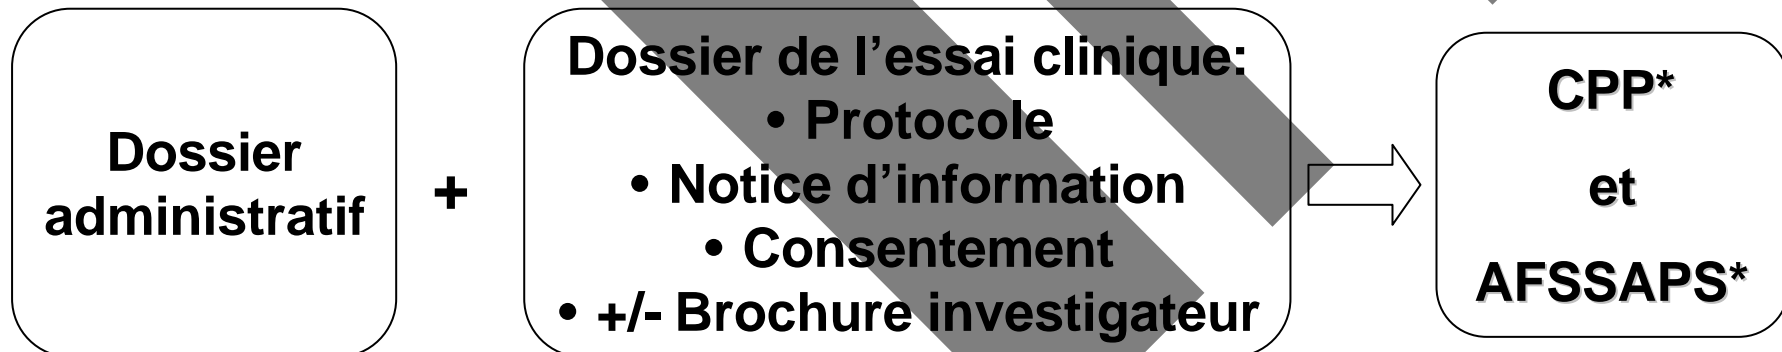 Dossier
administratif
+
Dossier de l’essai clinique:
• Protocole
• Notice d’information
• Consentement
• +/- Brochure investigateur
CPP*
et
AFSSAPS*